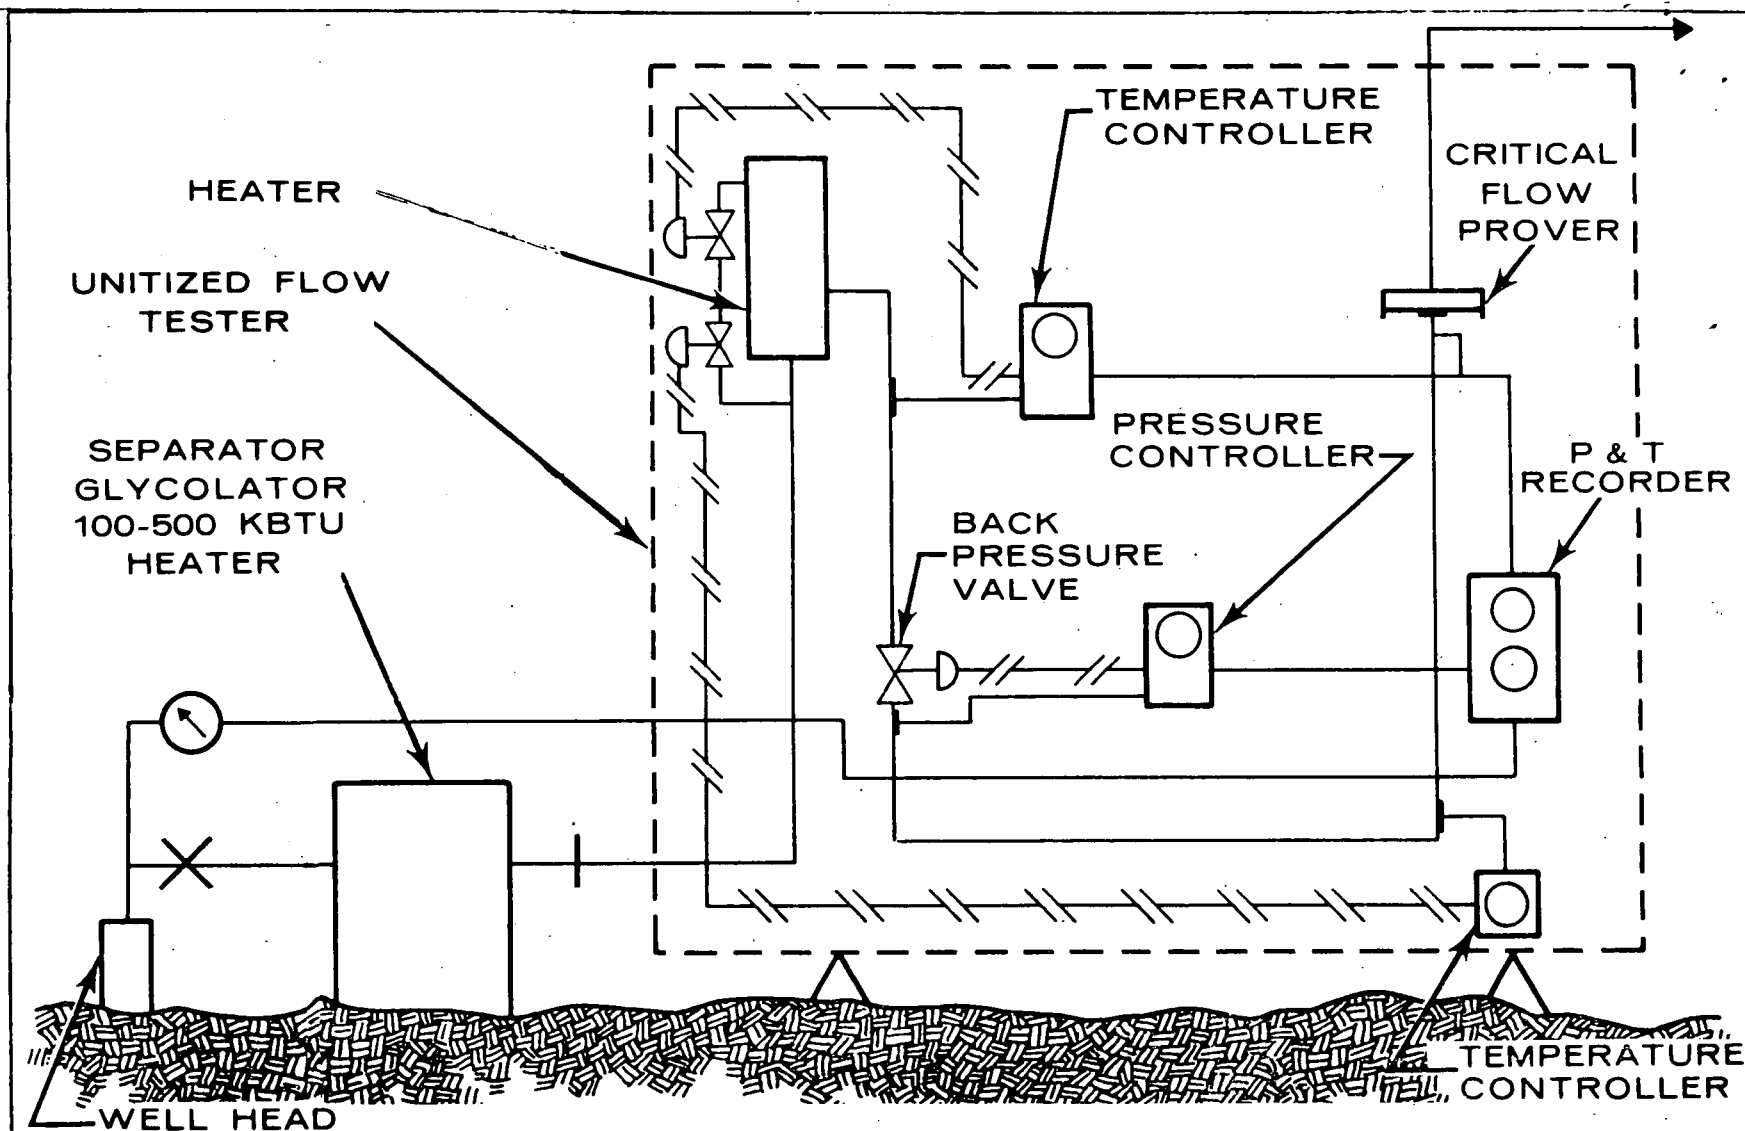 TEMPERATURE
CONTROLLER
CRITICAL
FLOW
PROVER
HEATER
UNITIZED FLOW
TESTER
SEPARATOR
GLYCOLATOR
100-500 KBTU
HEATER
PRESSURE
CONTROLLER
P & T
RECORDER
BACK
PRESSURE
VALVE
TEMPERATURE
CONTROLLER
WELL HEAD